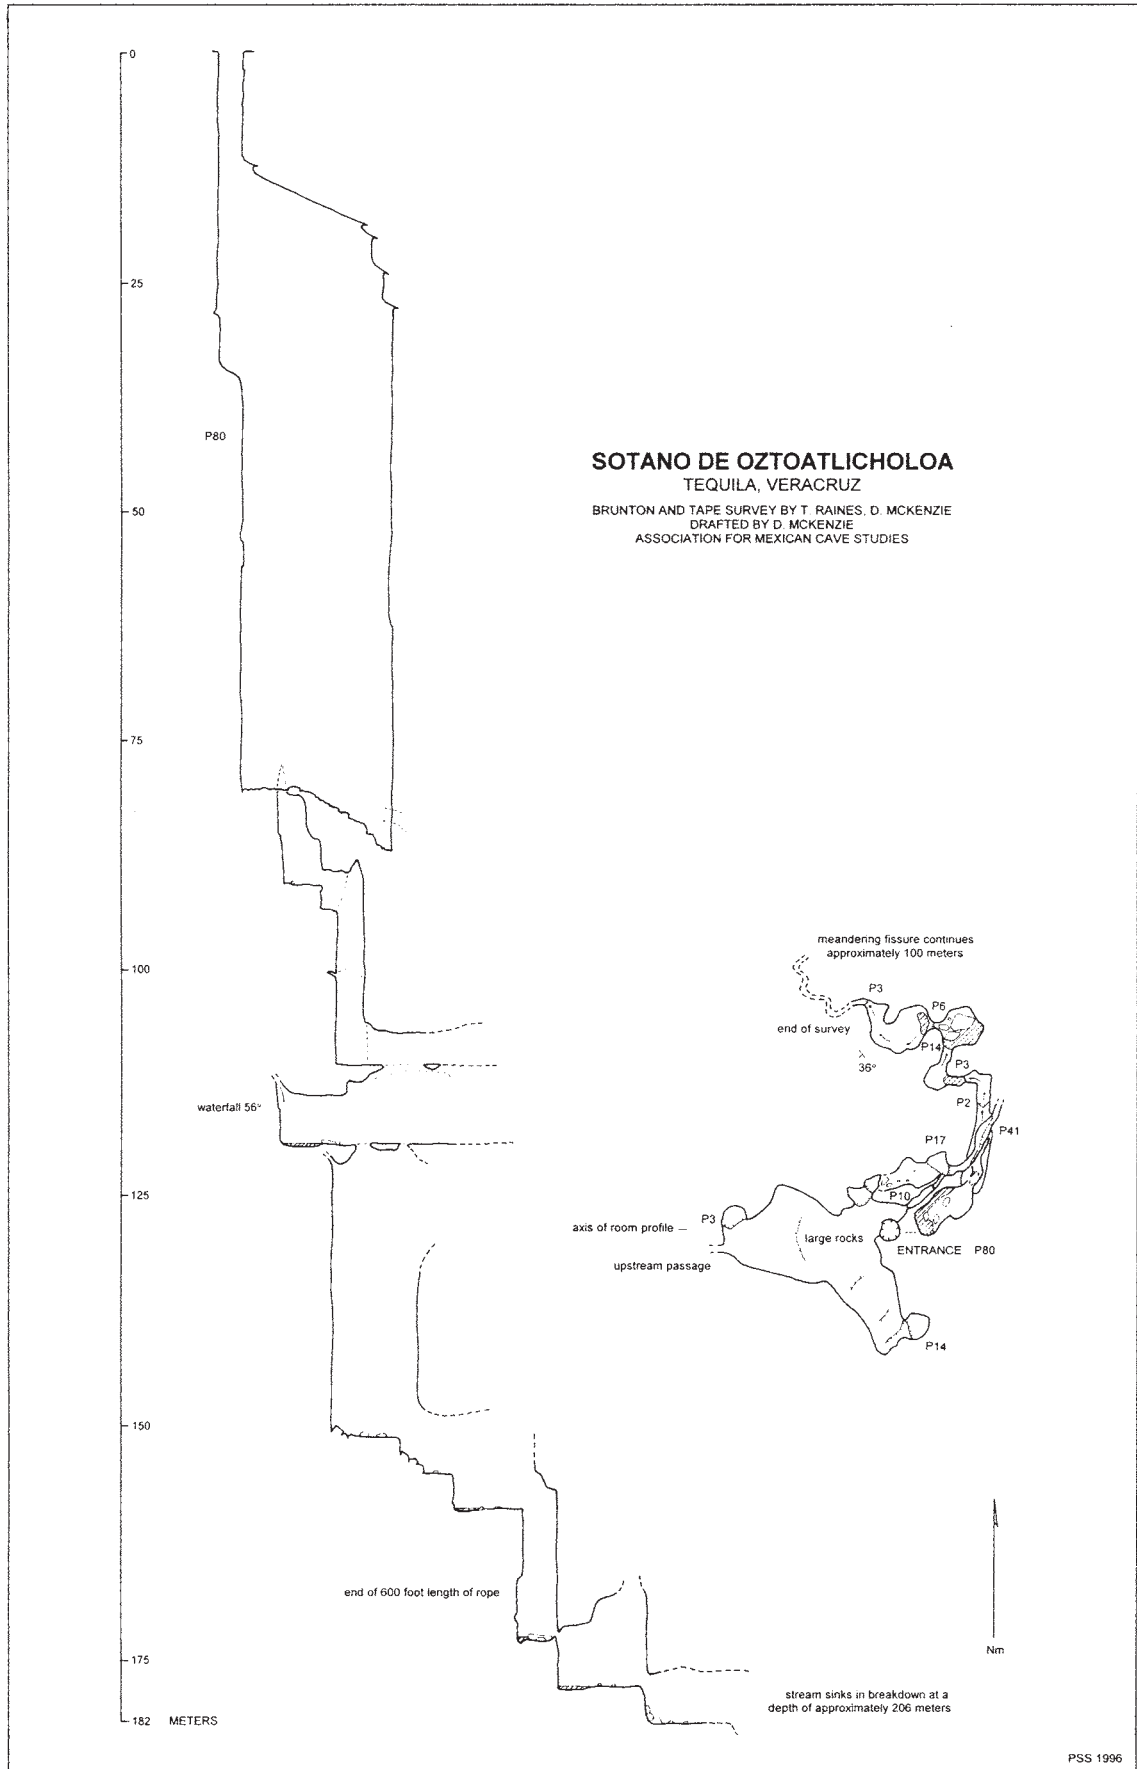 0
25
P80
SOTANO DE OZTOATLICHOLOA
TEQUILA, VERACRUZ
BRUNTON AND TAPE SURVEY BY T. RAINES, D. MCKENZIE
DRAFTED BY D. MCKENZIE
ASSOCIATION FOR MEXICAN CAVE STUDIES
50
75
100
meandering fissure continues
approximately 100 meters
P3
P6
end of survey
P14
36°
P3
P2
P41
waterfall 56°
P17
P10
125
P3
axis of room profile
large rocks
ENTRANCE P80
upstream passage
P14
150
end of 600 foot length of rope
Nm
175
stream sinks in breakdown at a
depth of approximately 206 meters
182 METERS
PSS 1996